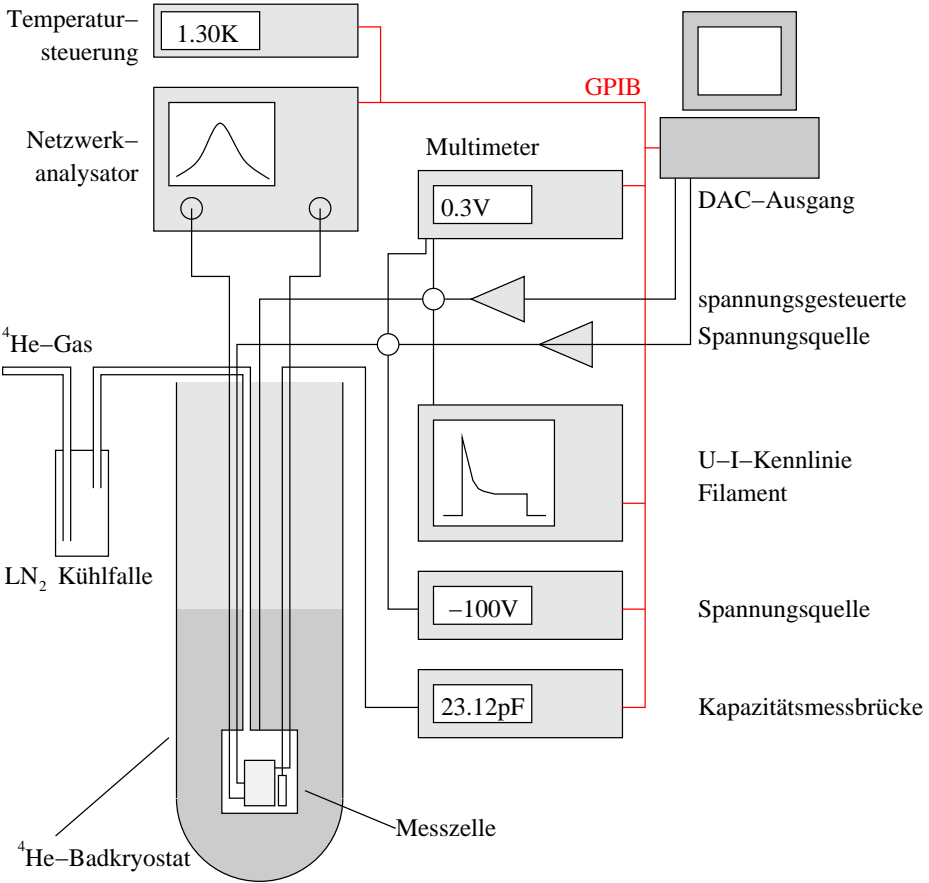 Temperatur–
steuerung
1.30K
GPIB
Netzwerk–
analysator
Multimeter
0.3V
DAC–Ausgang
spannungsgesteuerte
Spannungsquelle
⁴He–Gas
U–I–Kennlinie
Filament
LN₂ Kühlfalle
–100V
Spannungsquelle
23.12pF
Kapazitätsmessbrücke
Messzelle
⁴He–Badkryostat